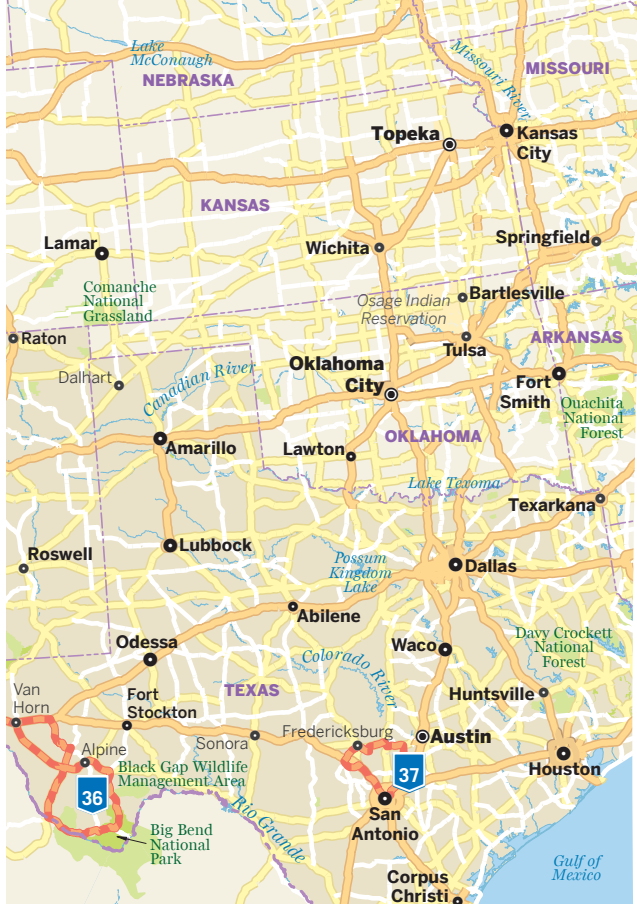 Lake
McConaugh
NEBRASKA
Missouri River
MISSOURI
Topeka
Kansas
City
KANSAS
Lamar
Wichita
Springfield
Comanche
National
Grassland
Osage Indian
Reservation
Bartlesville
Raton
Tulsa
ARKANSAS
Dalhart
Canadian River
Oklahoma
City
Fort
Smith
Ouachita
National
Forest
Amarillo
Lawton
OKLAHOMA
Lake Texoma
Texarkana
Roswell
Lubbock
Possum
Kingdom
Lake
Dallas
Abilene
Odessa
Colorado River
Waco
Davy Crockett
National
Forest
TEXAS
Van
Horn
Fort
Stockton
Huntsville
Sonora
Fredericksburg
Austin
Alpine
Black Gap Wildlife
Management Area
37
Houston
36
San
Antonio
Rio Grande
Big Bend
National
Park
Gulf of
Mexico
Corpus
Christi